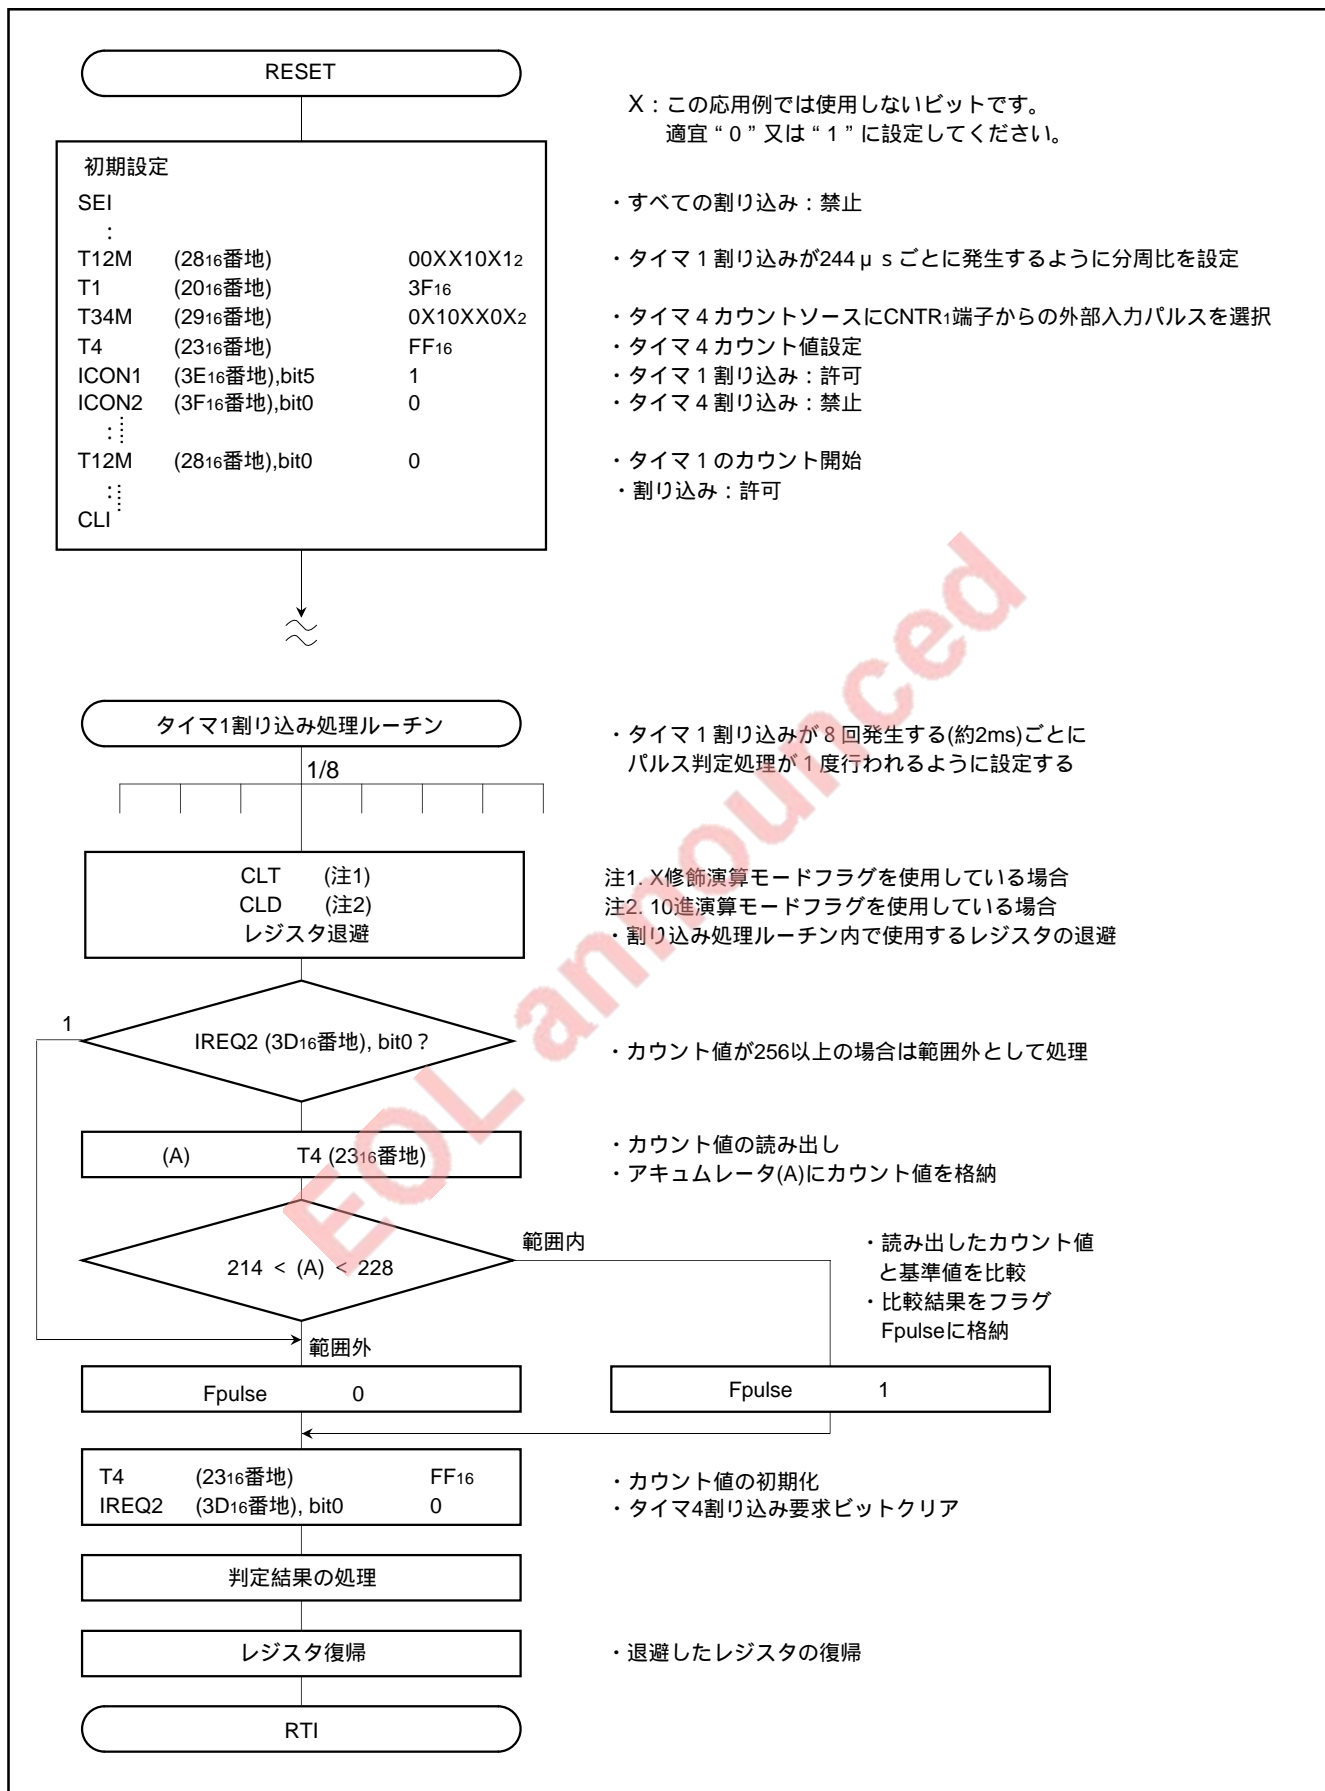 RESET
X：この応用例では使用しないビットです。
適宜 “ 0 ” 又は “ 1 ” に設定してください。
初期設定
SEI ・すべての割り込み：禁止
：
T12M (2816番地) 00XX10X12 ・タイマ１割り込みが244μｓごとに発生するように分周比を設定
T1 (2016番地) 3F16
T34M (2916番地) 0X10XX0X2 ・タイマ４カウントソースにCNTR1端子からの外部入力パルスを選択
T4 (2316番地) FF16 ・タイマ４カウント値設定
ICON1 (3E16番地),bit5 1 ・タイマ１割り込み：許可
ICON2 (3F16番地),bit0 0 ・タイマ４割り込み：禁止
：
T12M (2816番地),bit0 0 ・タイマ１のカウント開始
： ・割り込み：許可
CLI
タイマ1割り込み処理ルーチン
・タイマ１割り込みが８回発生する(約2ms)ごとに
パルス判定処理が１度行われるように設定する
1/8
CLT (注1) 注1. X修飾演算モードフラグを使用している場合
CLD (注2) 注2. 10進演算モードフラグを使用している場合
レジスタ退避 ・割り込み処理ルーチン内で使用するレジスタの退避
1
IREQ2 (3D16番地), bit0？ ・カウント値が256以上の場合は範囲外として処理
(A) T4 (2316番地) ・カウント値の読み出し
・アキュムレータ(A)にカウント値を格納
範囲内
214 ＜ (A) ＜ 228
・読み出したカウント値
と基準値を比較
・比較結果をフラグ
Fpulseに格納
範囲外
Fpulse 0
Fpulse 1
T4 (2316番地) FF16 ・カウント値の初期化
IREQ2 (3D16番地), bit0 0 ・タイマ4割り込み要求ビットクリア
判定結果の処理
レジスタ復帰 ・退避したレジスタの復帰
RTI
EOL announced